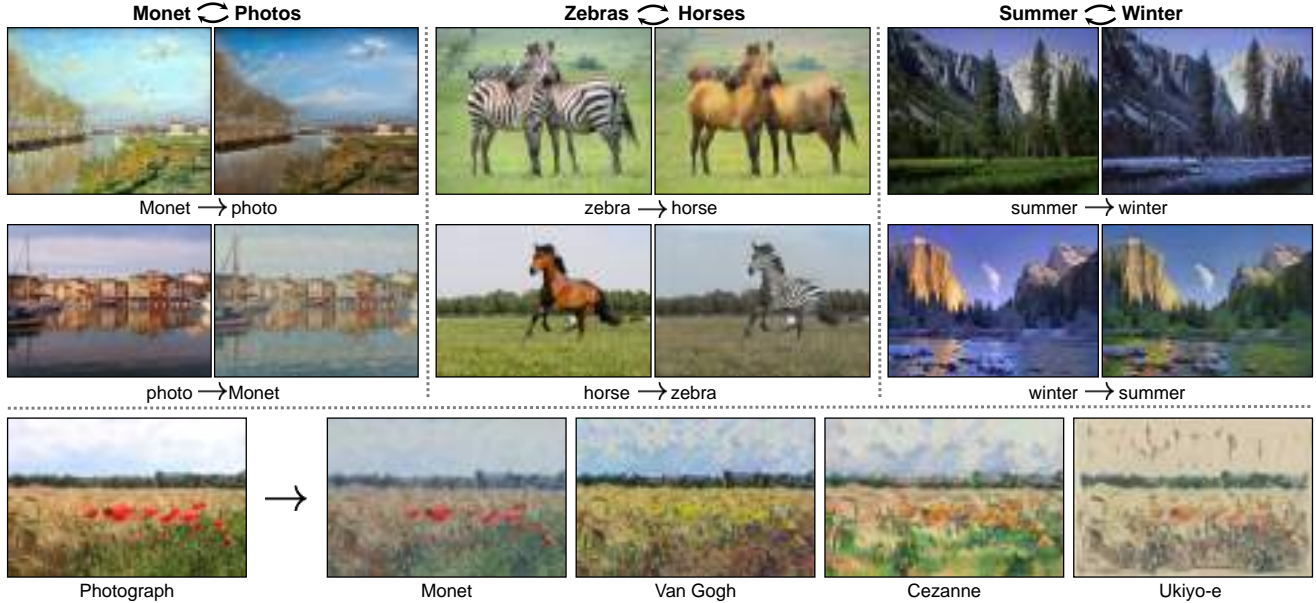 Monet Photos
Zebras Horses
Summer Winter
Monet → photo
zebra → horse
summer → winter
photo → Monet
horse → zebra
winter → summer
Photograph
Monet
Van Gogh
Cezanne
Ukiyo-e